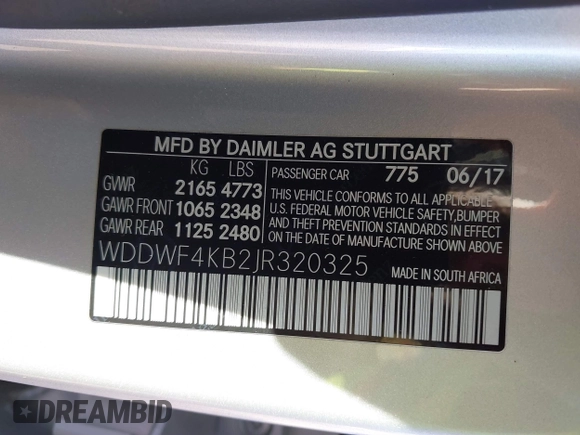 MFD BY DAIMLER AG STUTTGART
KG LBS
GVWR 2165 4773
GAWR FRONT 1065 2348
GAWR REAR 1125 2480
PASSENGER CAR 775 06/17
THIS VEHICLE CONFORMS TO ALL APPLICABLE
U.S. FEDERAL MOTOR VEHICLE SAFETY, BUMPER
AND THEFT PREVENTION STANDARDS IN EFFECT
ON THE DATE OF MANUFACTURE SHOWN ABOVE
WDDWF4KB2JR320325 MADE IN SOUTH AFRICA
DREAMBID